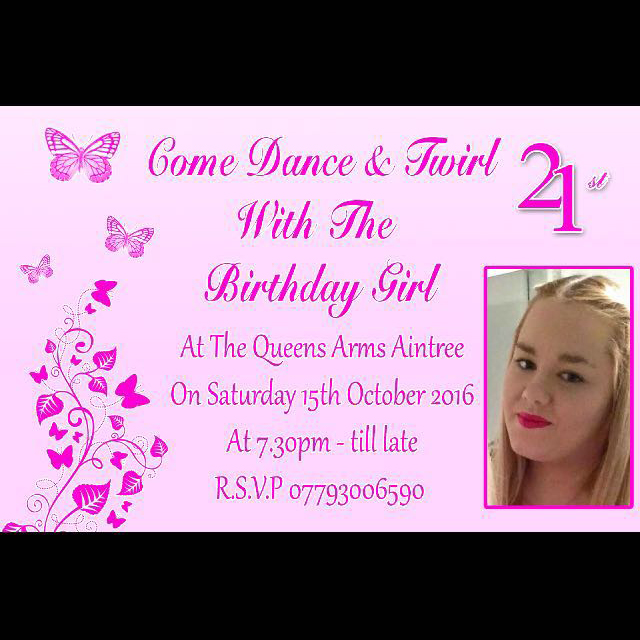 Come Dance & Twirl
With The
Birthday Girl
21st
At The Queens Arms Aintree
On Saturday 15th October 2016
At 7.30pm - till late
R.S.V.P 07793006590